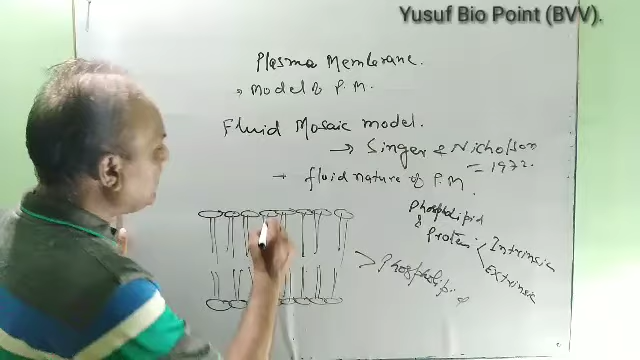 Yusuf Bio Point (BVV).
Plasma Membrane.
Model of P.M.
Fluid Mosaic model.
→ Singer & Nicholson
= 1972.
→ fluid nature of P.M.
Phospholipid
& Protein < Intrinsic
Extrinsic
> Phospholipid